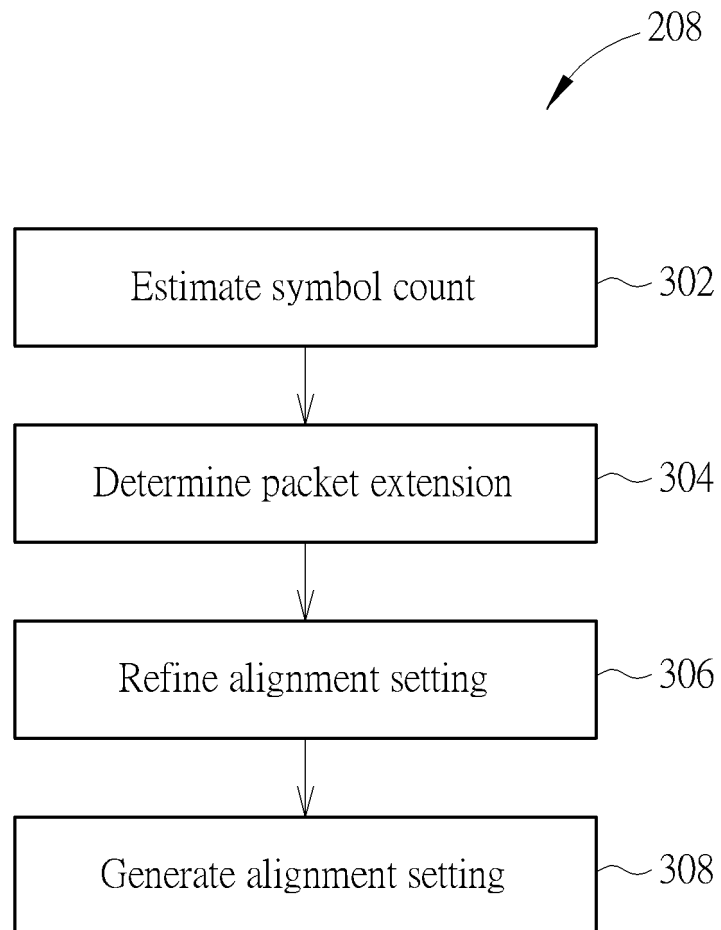 208
Estimate symbol count
302
Determine packet extension
304
Refine alignment setting
306
Generate alignment setting
308